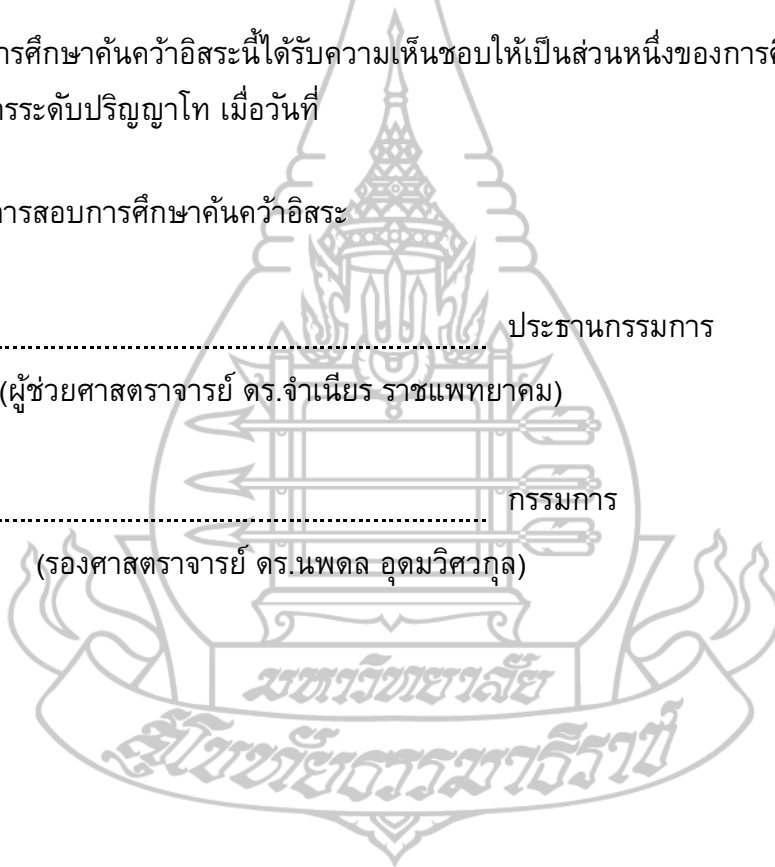 ารศึกษาค้นคว้าอิสระนี้ได้รับความเห็นชอบให้เป็นส่วนหนึ่งของการ
ารระดับปริญญาโท เมื่อวันที่
การสอบการศึกษาค้นคว้าอิสระ
................................................................ ประธานกรรมการ
(ผู้ช่วยศาสตราจารย์ ดร.จำเนียร ราชแพทยาคม)
................................................................ กรรมการ
(รองศาสตราจารย์ ดร.นพดล อุดมวิศวกุล)
มหาวิทยาลัย
สุโขทัยธรรมาธิราช